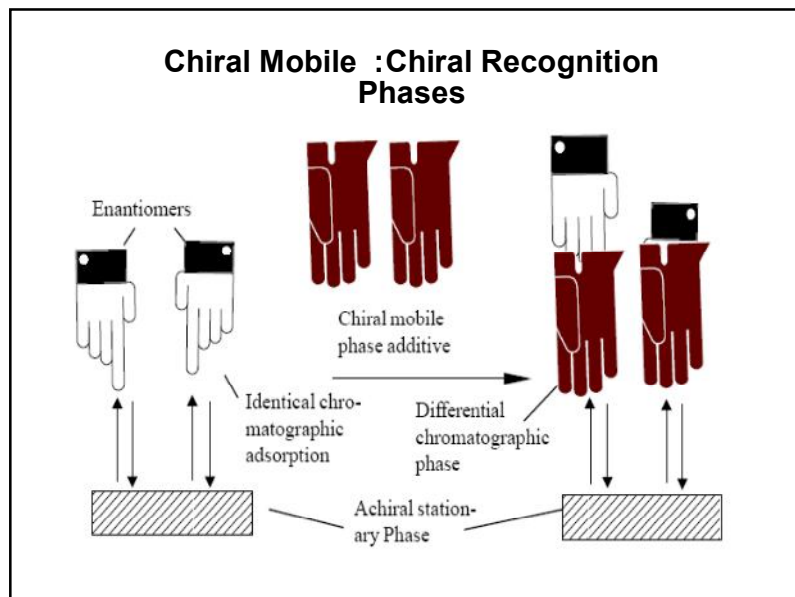 Chiral Mobile  :Chiral Recognition
Phases
Enantiomers
Chiral mobile
phase additive
Identical chro-
matographic
adsorption
Differential
chromatographic
phase
Achiral station-
ary Phase